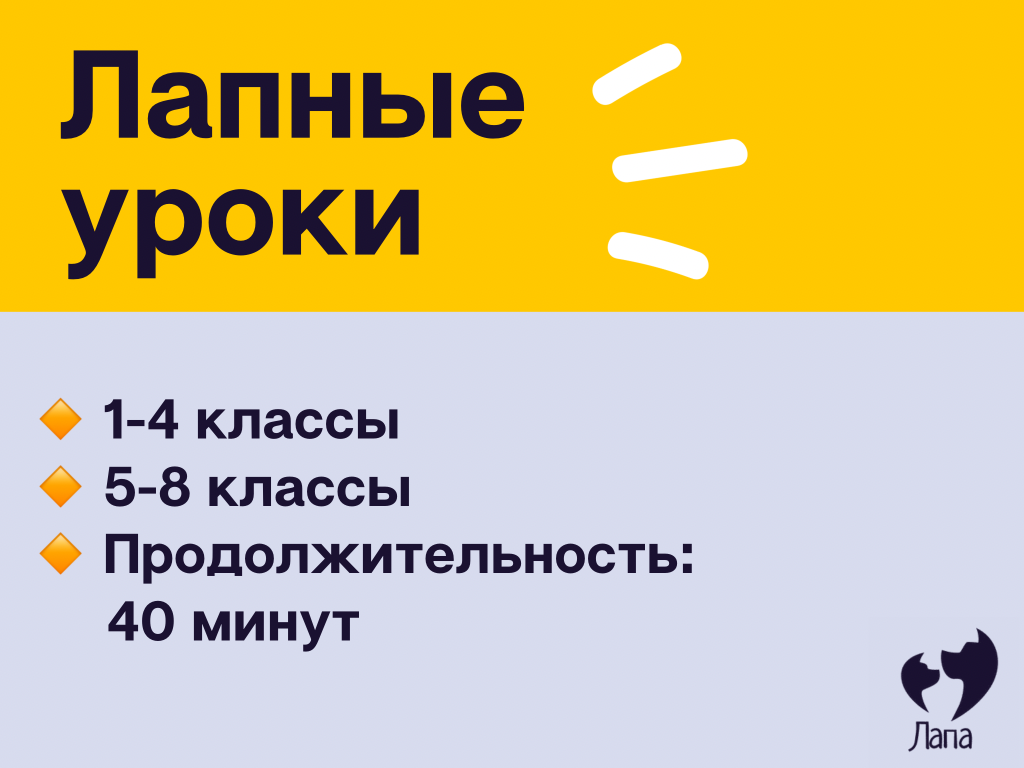 Лапные
уроки
🔶 1-4 классы
🔶 5-8 классы
🔶 Продолжительность:
40 минут
Лапа